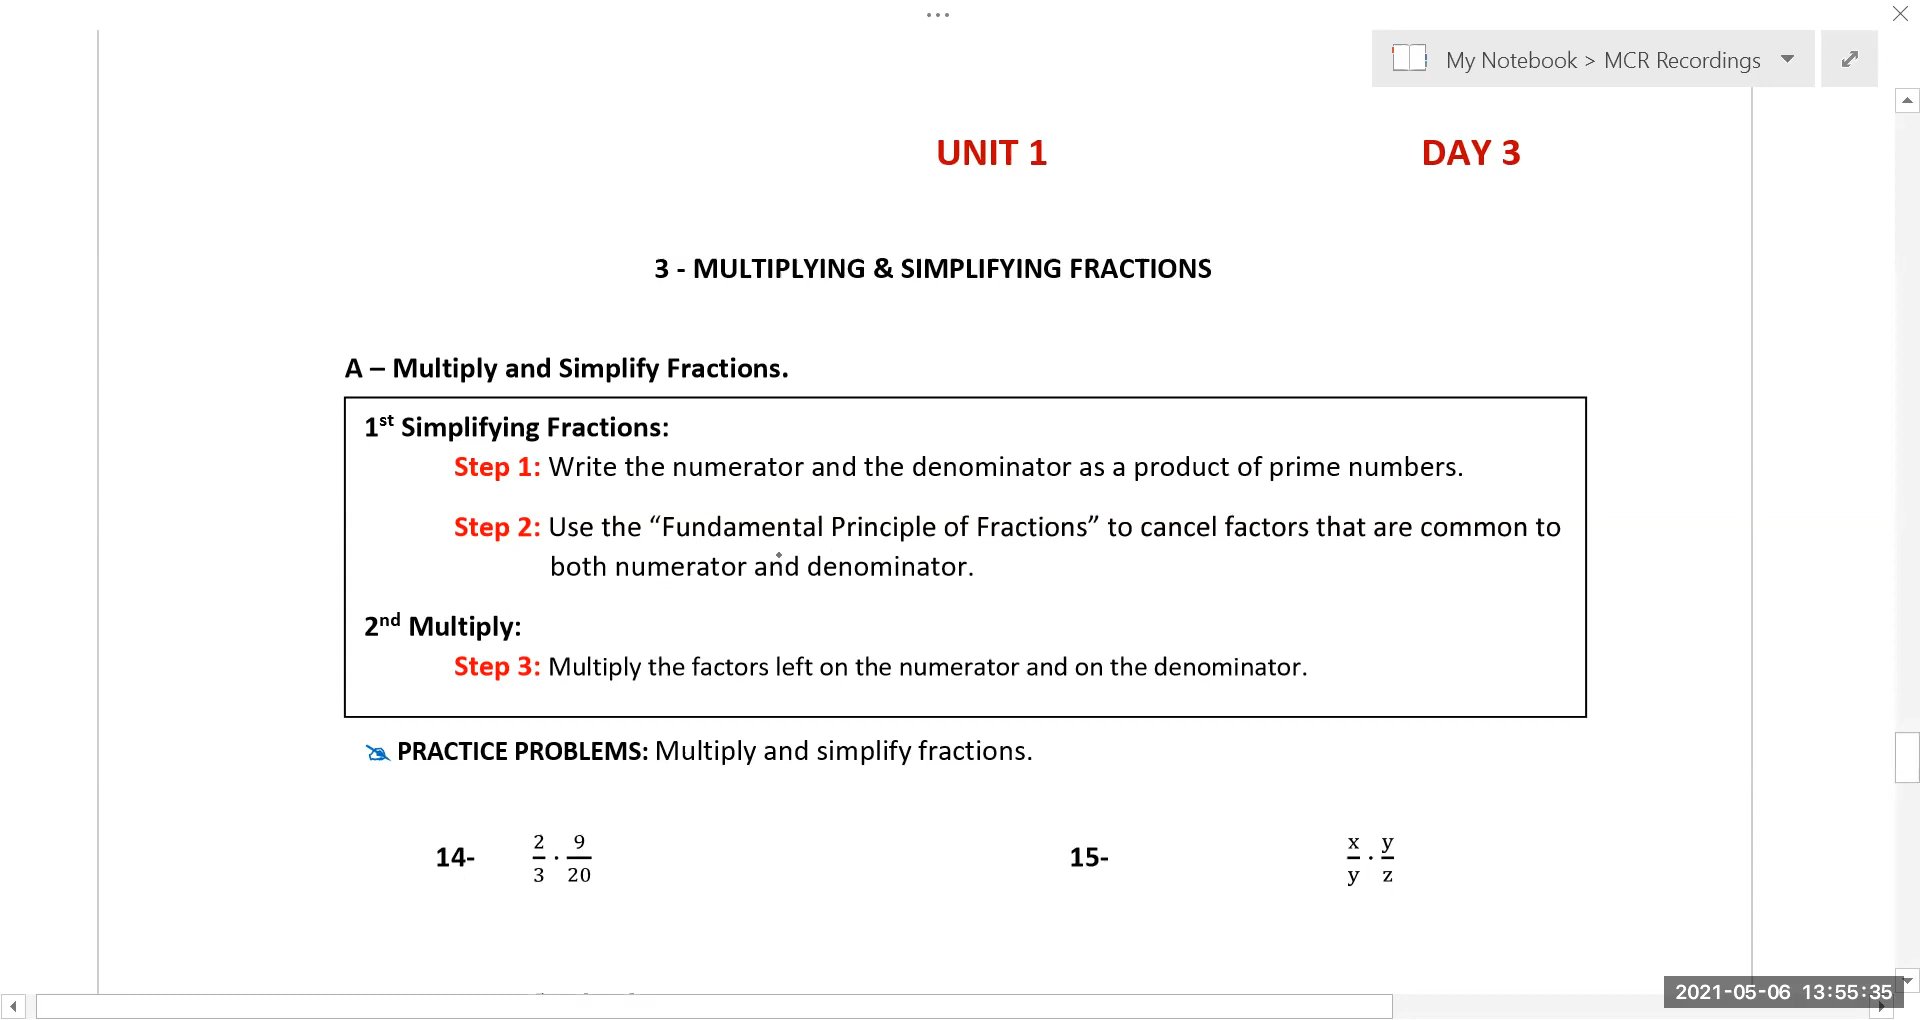 My Notebook > MCR Recordings
UNIT 1 DAY 3
3 - MULTIPLYING & SIMPLIFYING FRACTIONS
A – Multiply and Simplify Fractions.
1st Simplifying Fractions:
Step 1: Write the numerator and the denominator as a product of prime numbers.
Step 2: Use the “Fundamental Principle of Fractions” to cancel factors that are common to
both numerator and denominator.
2nd Multiply:
Step 3: Multiply the factors left on the numerator and on the denominator.
PRACTICE PROBLEMS: Multiply and simplify fractions.
14- 2/3 · 9/20 15- x/y · y/z
2021-05-06 13:55:35